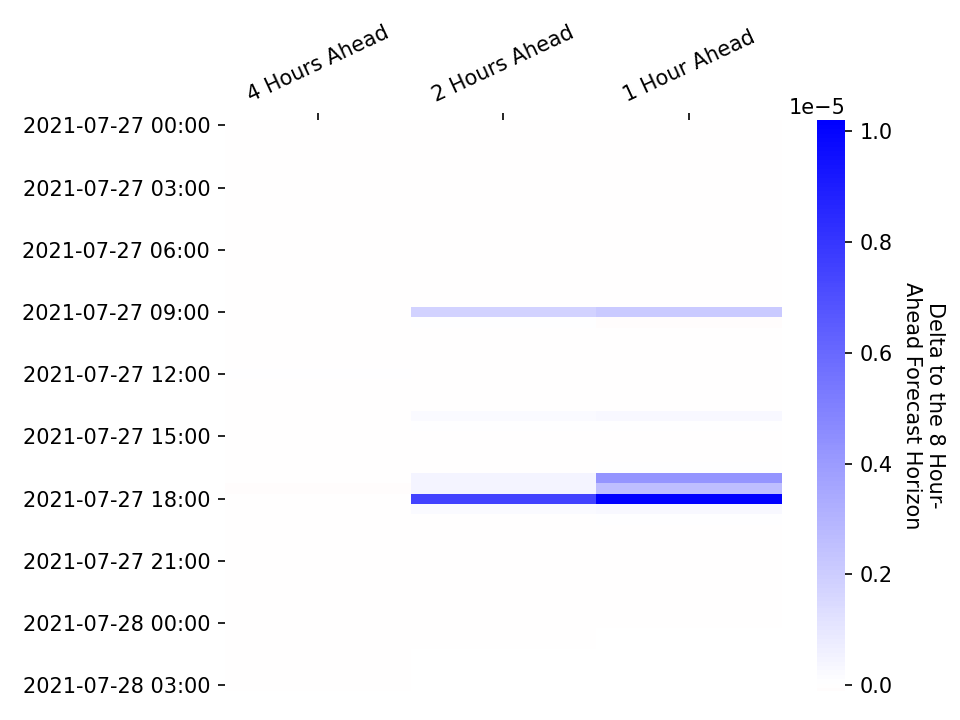 4 Hours Ahead
2 Hours Ahead
1 Hour Ahead
2021-07-27 00:00
2021-07-27 03:00
2021-07-27 06:00
2021-07-27 09:00
2021-07-27 12:00
2021-07-27 15:00
2021-07-27 18:00
2021-07-27 21:00
2021-07-28 00:00
2021-07-28 03:00
1e−5
1.0
0.8
0.6
0.4
0.2
0.0
Delta to the 8 Hour-
Ahead Forecast Horizon